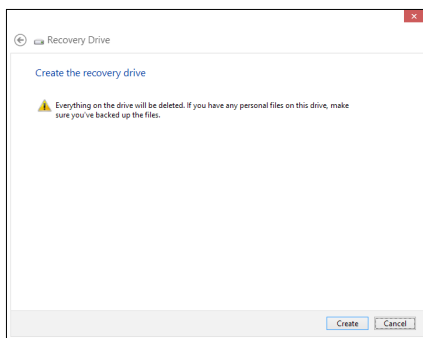 Recovery Drive
Create the recovery drive
Everything on the drive will be deleted. If you have any personal files on this drive, make
sure you've backed up the files.
Create Cancel